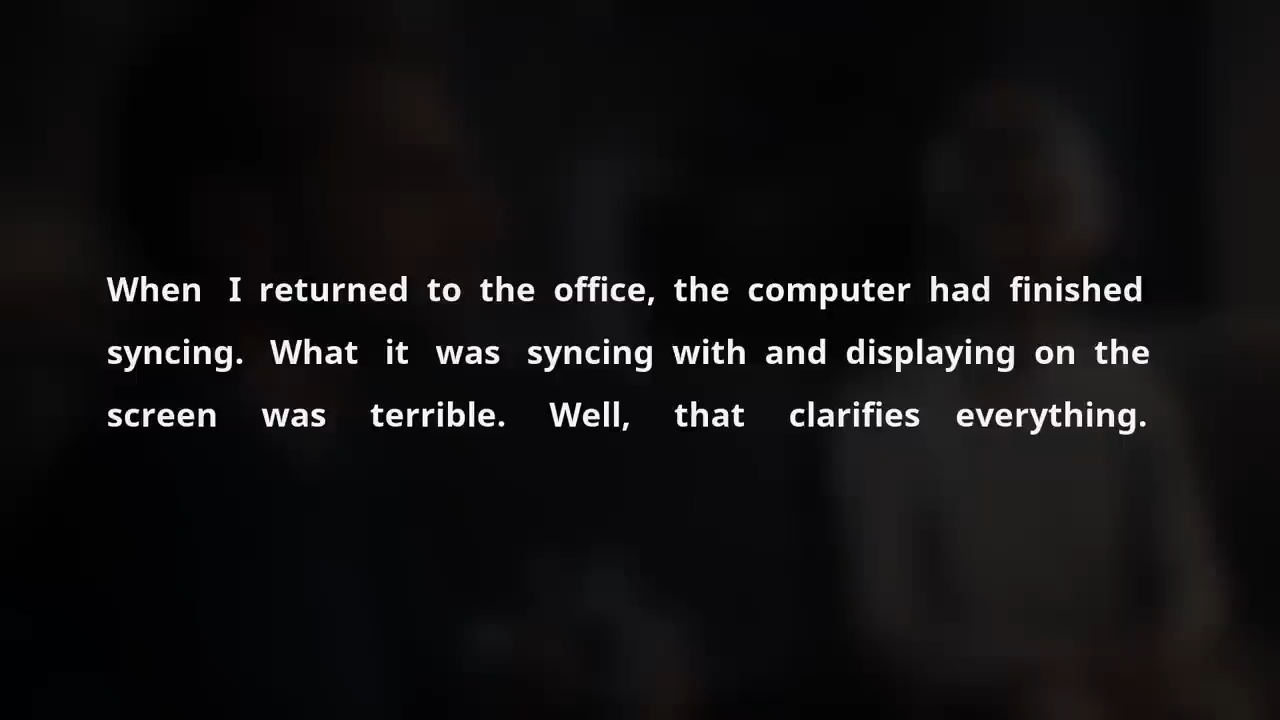 When I returned to the office, the computer had finished
syncing. What it was syncing with and displaying on the
screen was terrible. Well, that clarifies everything.